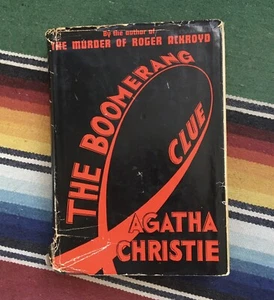 By the author of
THE MURDER OF ROGER ACKROYD
THE BOOMERANG
CLUE
AGATHA
CHRISTIE